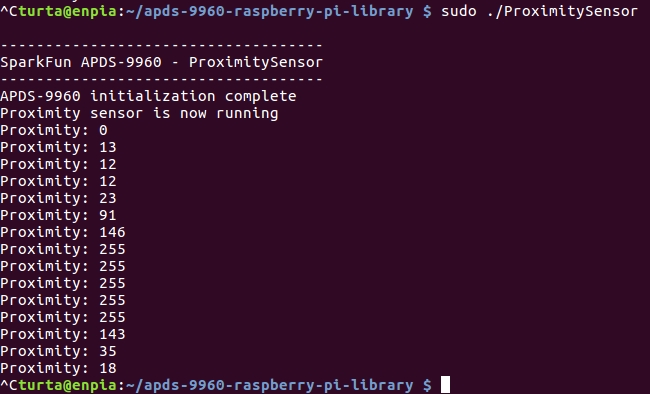 ^Cturta@enpia:~/apds-9960-raspberry-pi-library $ sudo ./ProximitySensor
------------------------------------
SparkFun APDS-9960 - ProximitySensor
------------------------------------
APDS-9960 initialization complete
Proximity sensor is now running
Proximity: 0
Proximity: 13
Proximity: 12
Proximity: 12
Proximity: 23
Proximity: 91
Proximity: 146
Proximity: 255
Proximity: 255
Proximity: 255
Proximity: 255
Proximity: 255
Proximity: 143
Proximity: 35
Proximity: 18
^Cturta@enpia:~/apds-9960-raspberry-pi-library $